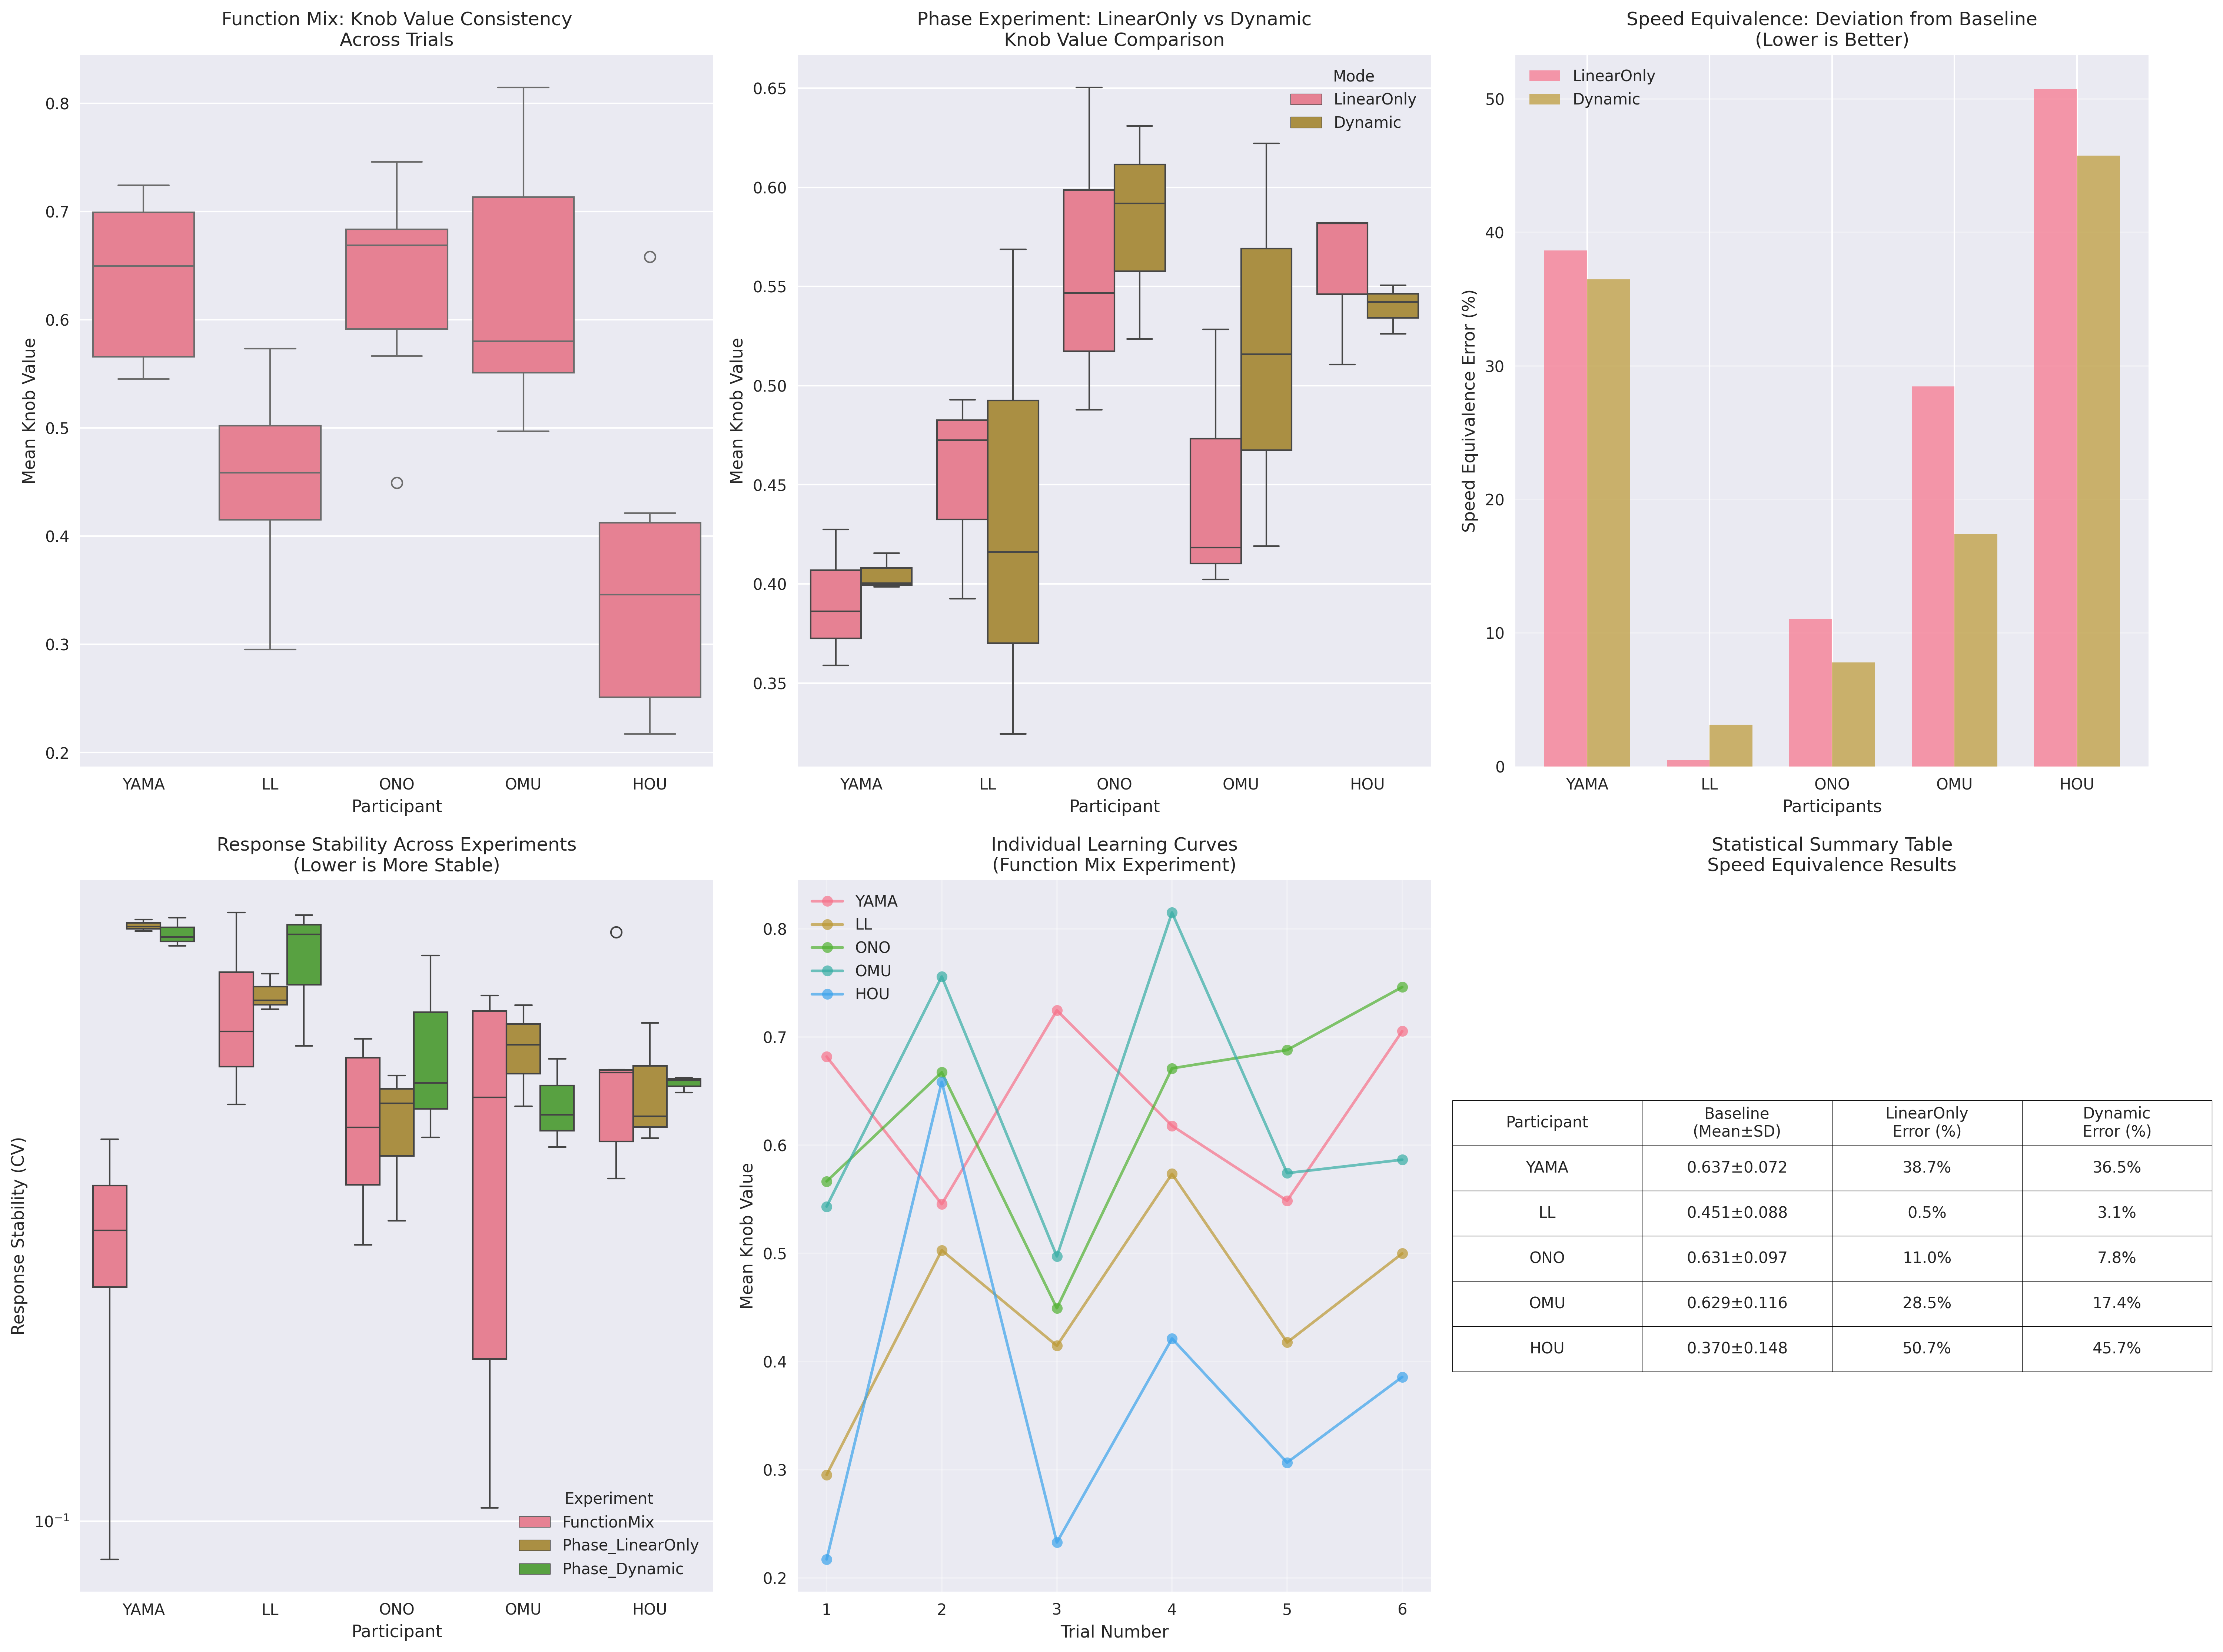 Function Mix: Knob Value Consistency
Across Trials
Mean Knob Value
0.8
0.7
0.6
0.5
0.4
0.3
0.2
YAMA LL ONO OMU HOU
Participant
Phase Experiment: LinearOnly vs Dynamic
Knob Value Comparison
Mode
LinearOnly
Dynamic
Mean Knob Value
0.65
0.60
0.55
0.50
0.45
0.40
0.35
YAMA LL ONO OMU HOU
Participant
Speed Equivalence: Deviation from Baseline
(Lower is Better)
LinearOnly
Dynamic
Speed Equivalence Error (%)
50
40
30
20
10
0
YAMA LL ONO OMU HOU
Participants
Response Stability Across Experiments
(Lower is More Stable)
Response Stability (CV)
10⁻¹
Experiment
FunctionMix
Phase_LinearOnly
Phase_Dynamic
YAMA LL ONO OMU HOU
Participant
Individual Learning Curves
(Function Mix Experiment)
YAMA
LL
ONO
OMU
HOU
Mean Knob Value
0.8
0.7
0.6
0.5
0.4
0.3
0.2
1 2 3 4 5 6
Trial Number
Statistical Summary Table
Speed Equivalence Results
Participant Baseline (Mean±SD) LinearOnly Error (%) Dynamic Error (%)
YAMA 0.637±0.072 38.7% 36.5%
LL 0.451±0.088 0.5% 3.1%
ONO 0.631±0.097 11.0% 7.8%
OMU 0.629±0.116 28.5% 17.4%
HOU 0.370±0.148 50.7% 45.7%